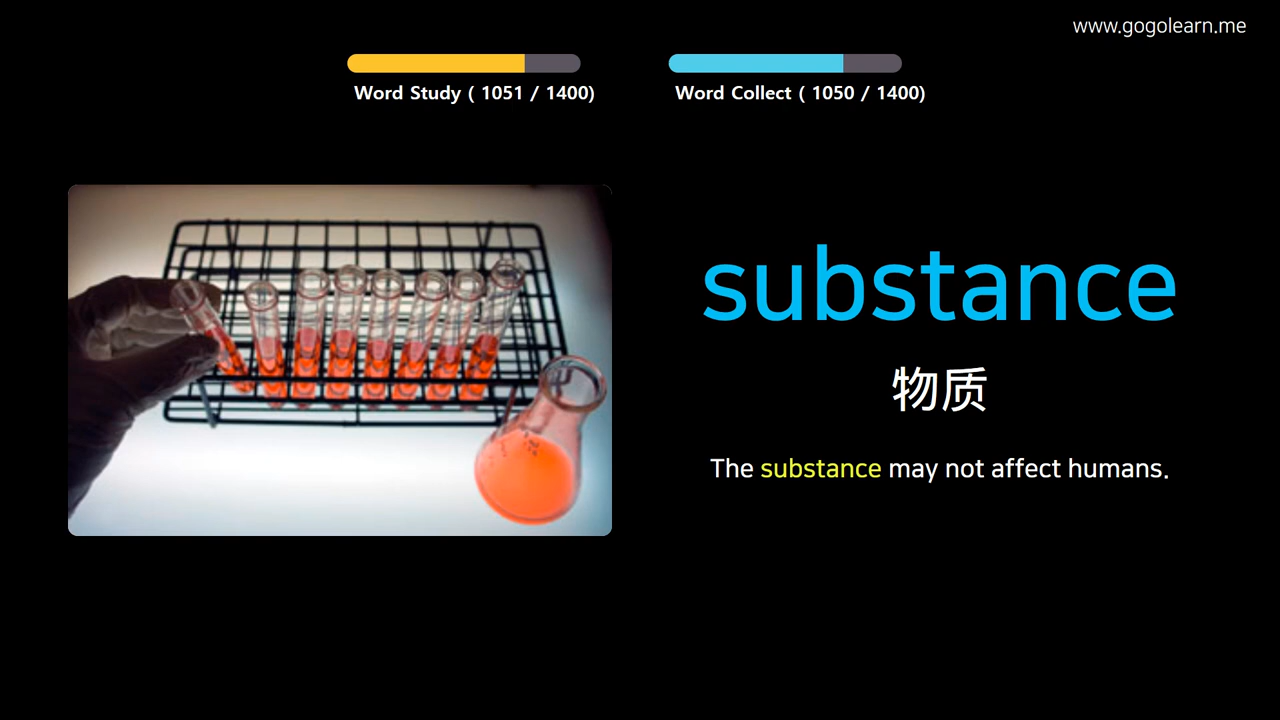 www.gogolearn.me
Word Study ( 1051 / 1400)
Word Collect ( 1050 / 1400)
substance
物质
The substance may not affect humans.